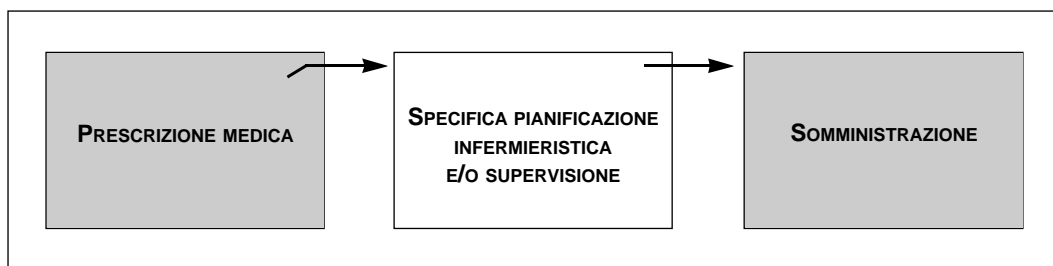 PRESCRIZIONE MEDICA
SPECIFICA PIANIFICAZIONE
INFERMIERISTICA
E/O SUPERVISIONE
SOMMINISTRAZIONE